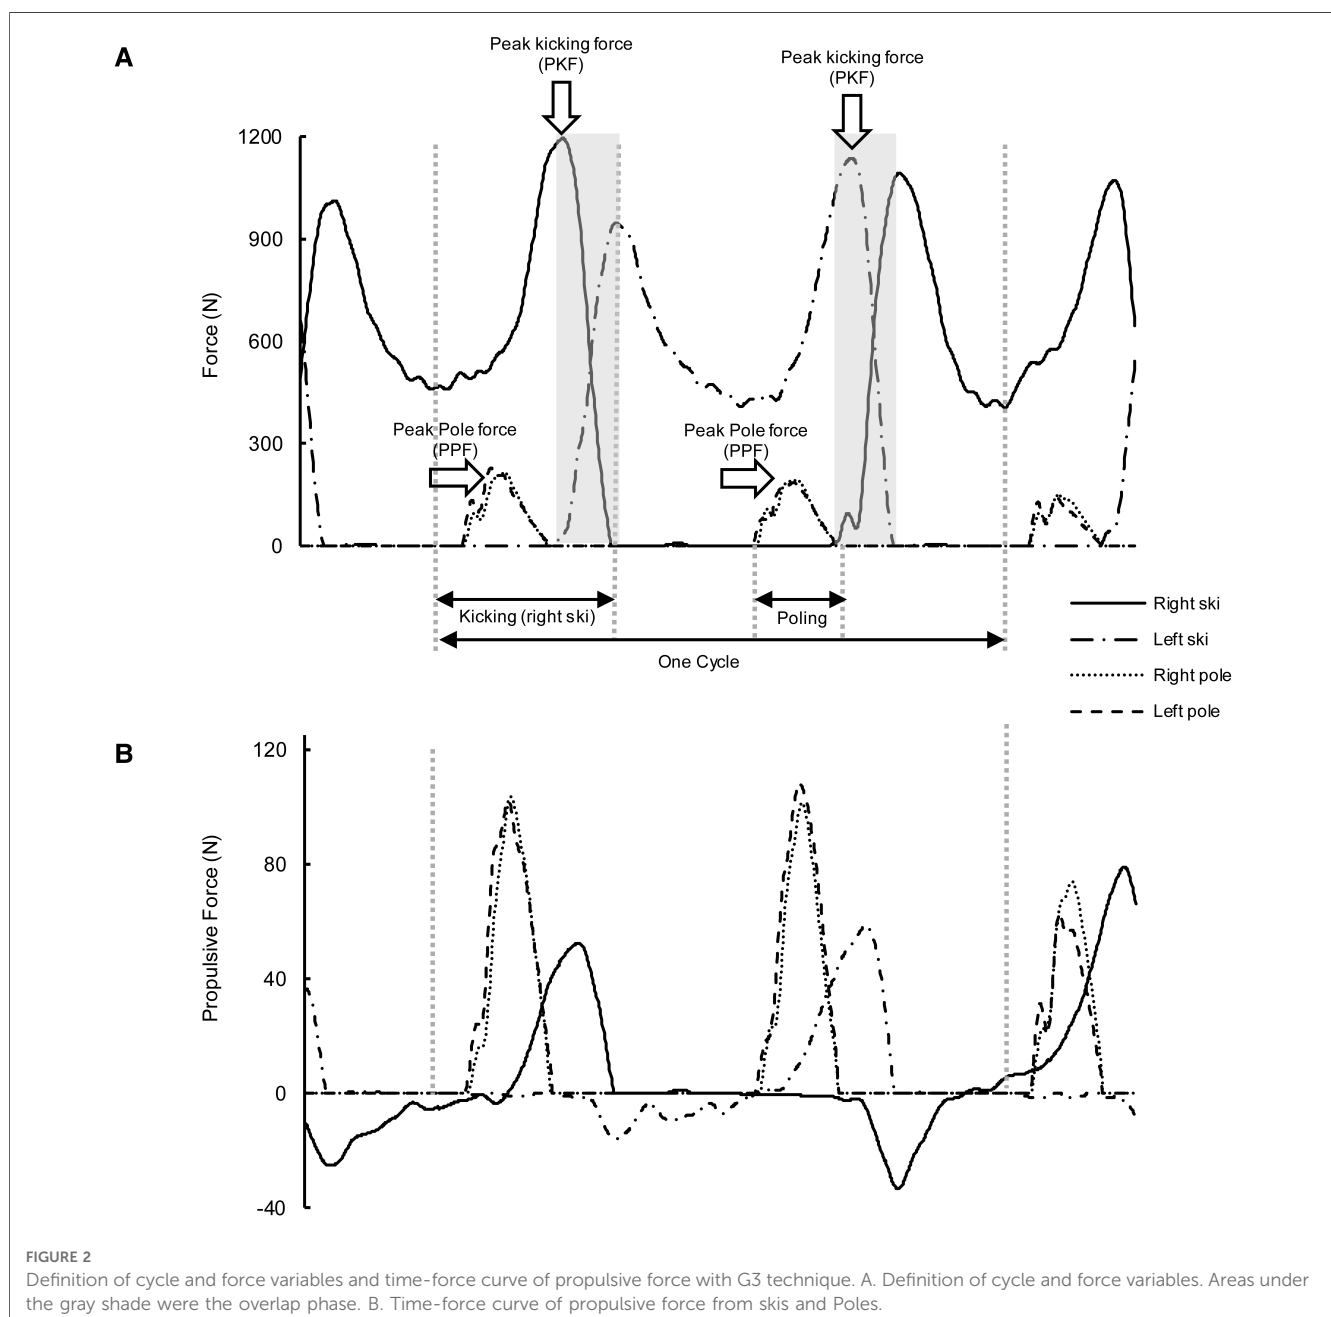 A
Peak kicking force
(PKF)
Peak kicking force
(PKF)
1200
900
600
300
0
Force (N)
Peak Pole force
(PPF)
Peak Pole force
(PPF)
Kicking (right ski)
Poling
One Cycle
Right ski
Left ski
Right pole
Left pole
B
120
80
40
0
-40
Propulsive Force (N)
FIGURE 2
Definition of cycle and force variables and time-force curve of propulsive force with G3 technique. A. Definition of cycle and force variables. Areas under
the gray shade were the overlap phase. B. Time-force curve of propulsive force from skis and Poles.